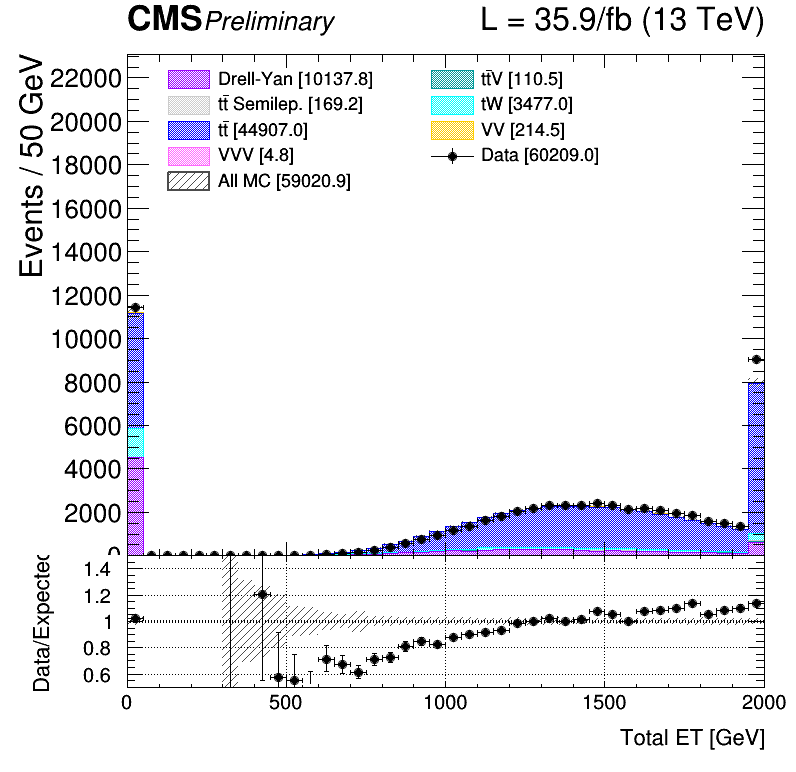 CMS Preliminary L = 35.9/fb (13 TeV)
Events / 50 GeV
22000
20000
18000
16000
14000
12000
10000
8000
6000
4000
2000
0
Drell-Yan [10137.8]
tt̄ Semilep. [169.2]
tt̄ [44907.0]
VVV [4.8]
All MC [59020.9]
tt̄V [110.5]
tW [3477.0]
VV [214.5]
Data [60209.0]
Data/Expected
1.4
1.2
1
0.8
0.6
0 500 1000 1500 2000
Total ET [GeV]